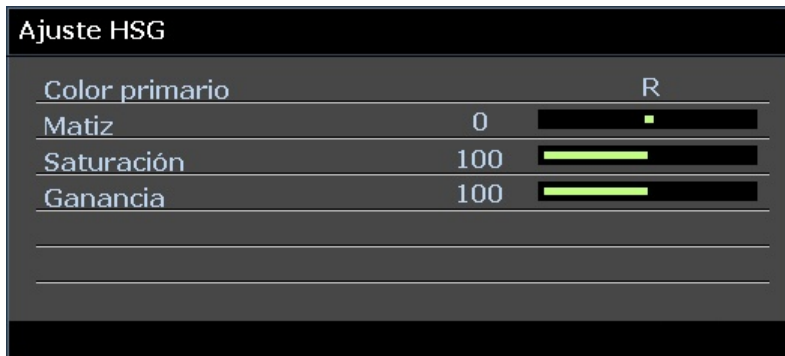 Ajuste HSG
Color primario R
Matiz 0
Saturación 100
Ganancia 100